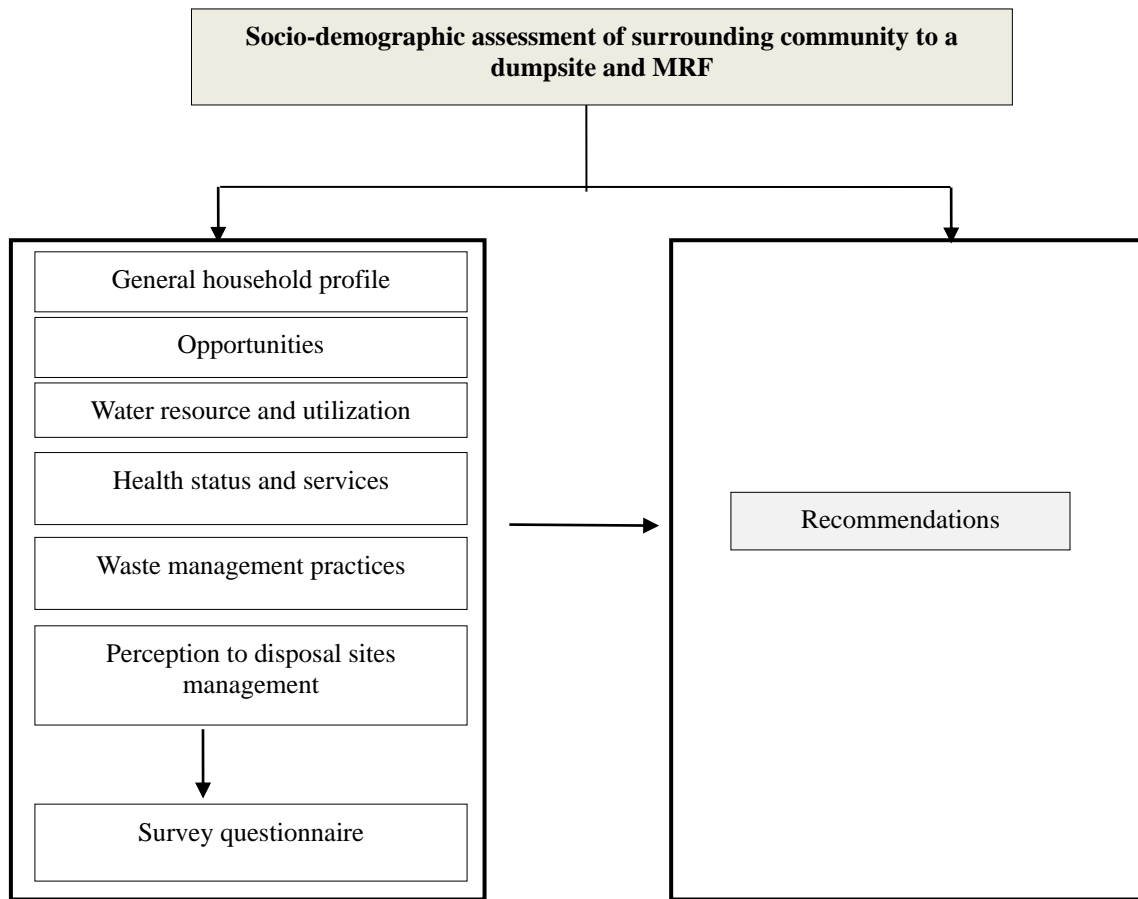 Socio-demographic assessment of surrounding community to a
dumpsite and MRF
General household profile
Opportunities
Water resource and utilization
Health status and services
Waste management practices
Perception to disposal sites
management
Survey questionnaire
Recommendations